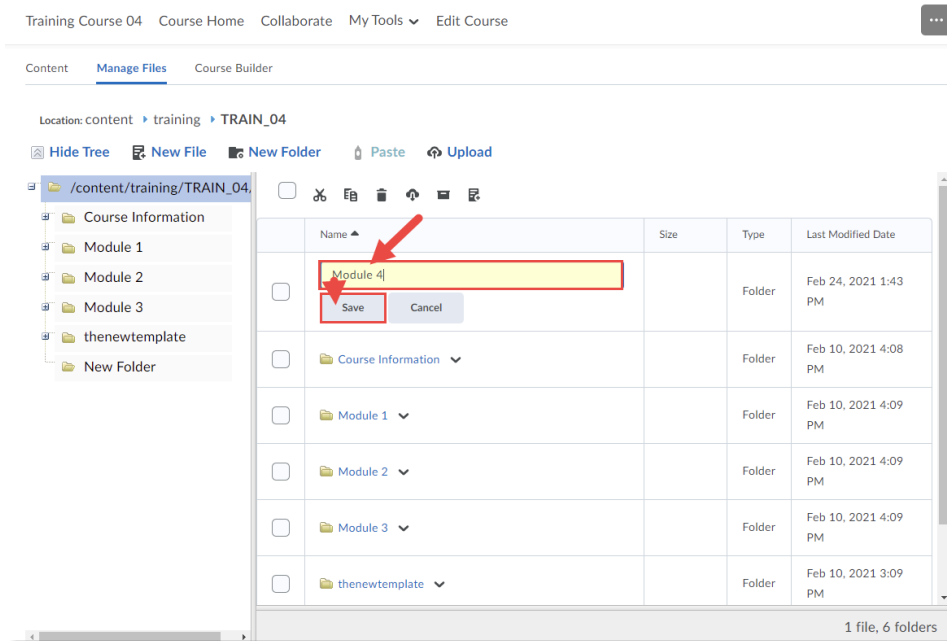 Training Course 04 Course Home Collaborate My Tools Edit Course
Content Manage Files Course Builder
Location: content training TRAIN_04
Hide Tree New File New Folder Paste Upload
/content/training/TRAIN_04/
Course Information
Module 1
Module 2
Module 3
thenewtemplate
New Folder
Name Size Type Last Modified Date
Module 4
Save Cancel
Folder
Feb 24, 2021 1:43
PM
Course Information
Folder
Feb 10, 2021 4:08
PM
Module 1
Folder
Feb 10, 2021 4:09
PM
Module 2
Folder
Feb 10, 2021 4:09
PM
Module 3
Folder
Feb 10, 2021 4:09
PM
thenewtemplate
Folder
Feb 10, 2021 3:09
PM
1 file, 6 folders